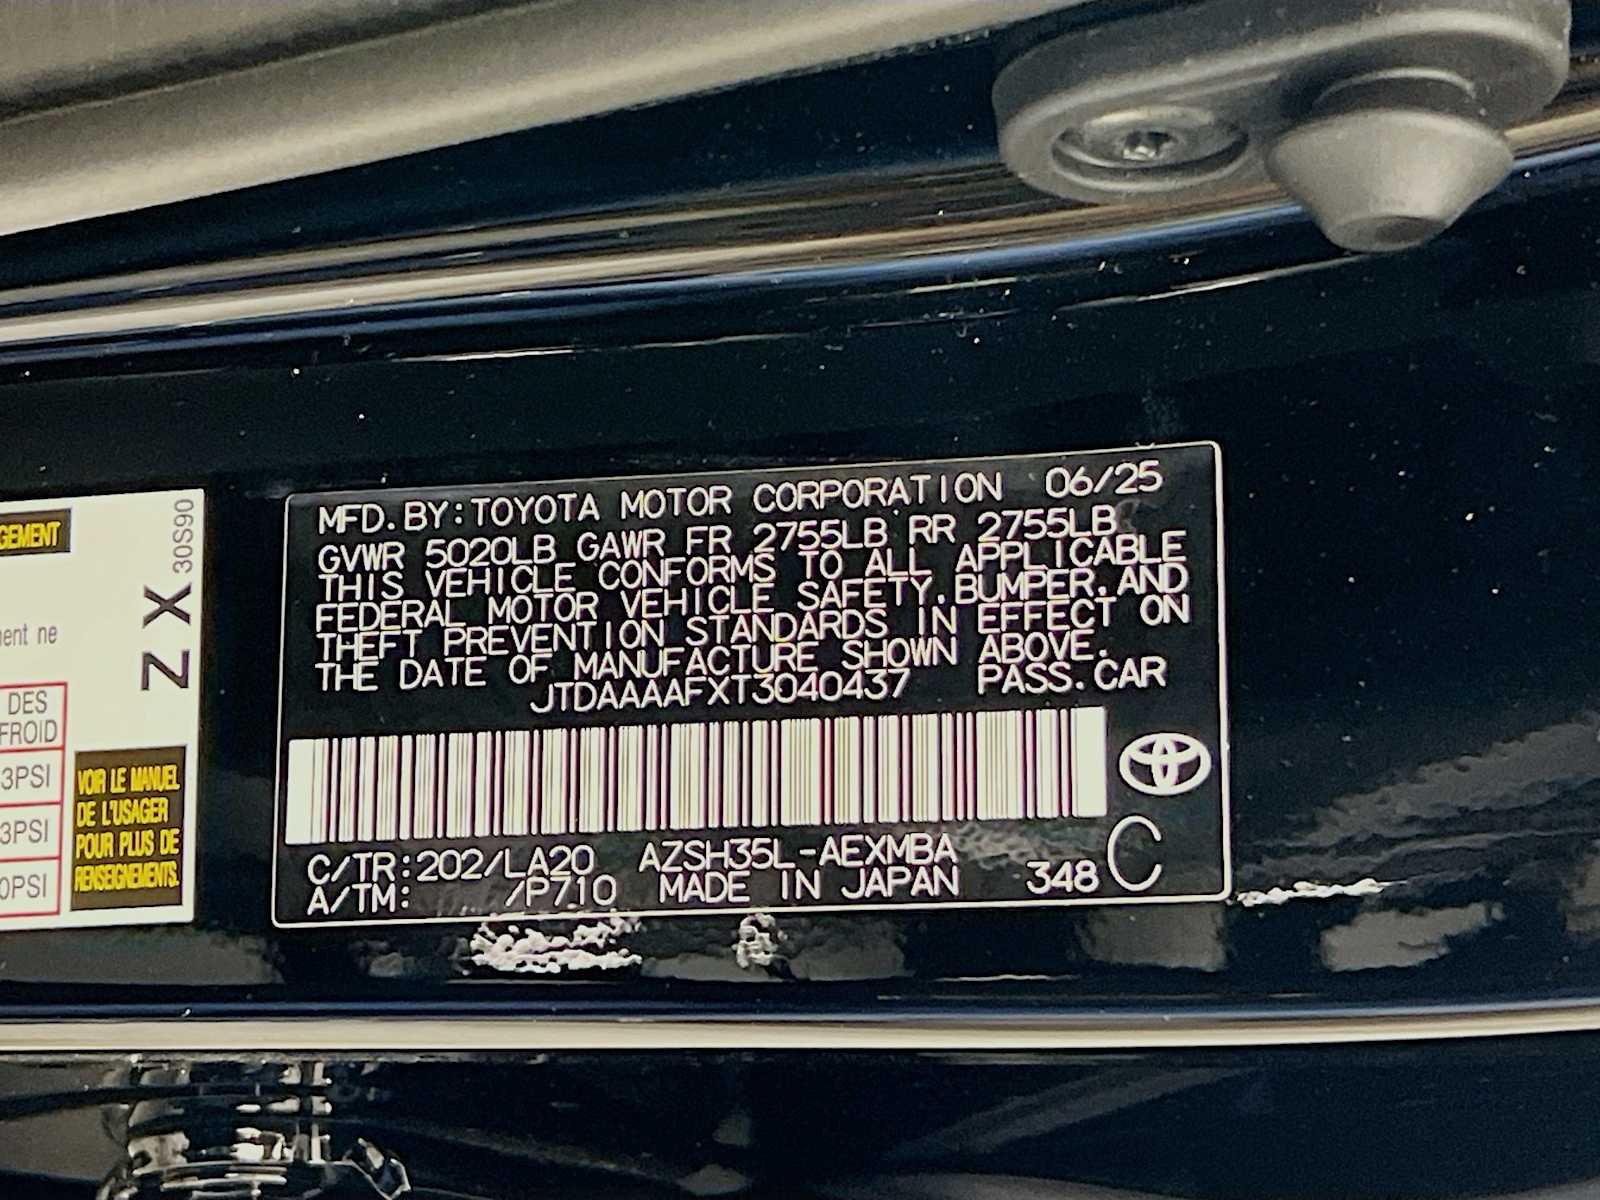 GEMENT
ment ne
DES
FROID
3PSI
3PSI
0PSI
VOIR LE MANUEL
DE L'USAGER
POUR PLUS DE
RENSEIGNEMENTS.
ZX
30S90
MFD.BY:TOYOTA MOTOR CORPORATION 06/25
GVWR 5020LB GAWR FR 2755LB RR 2755LB
THIS VEHICLE CONFORMS TO ALL APPLICABLE
FEDERAL MOTOR VEHICLE SAFETY,BUMPER,AND
THEFT PREVENTION STANDARDS IN EFFECT ON
THE DATE OF MANUFACTURE SHOWN ABOVE.
JTDAAAAFXT3040437 PASS.CAR
C/TR:202/LA20 AZSH35L-AEXMBA
A/TM: /P710 MADE IN JAPAN 348 C